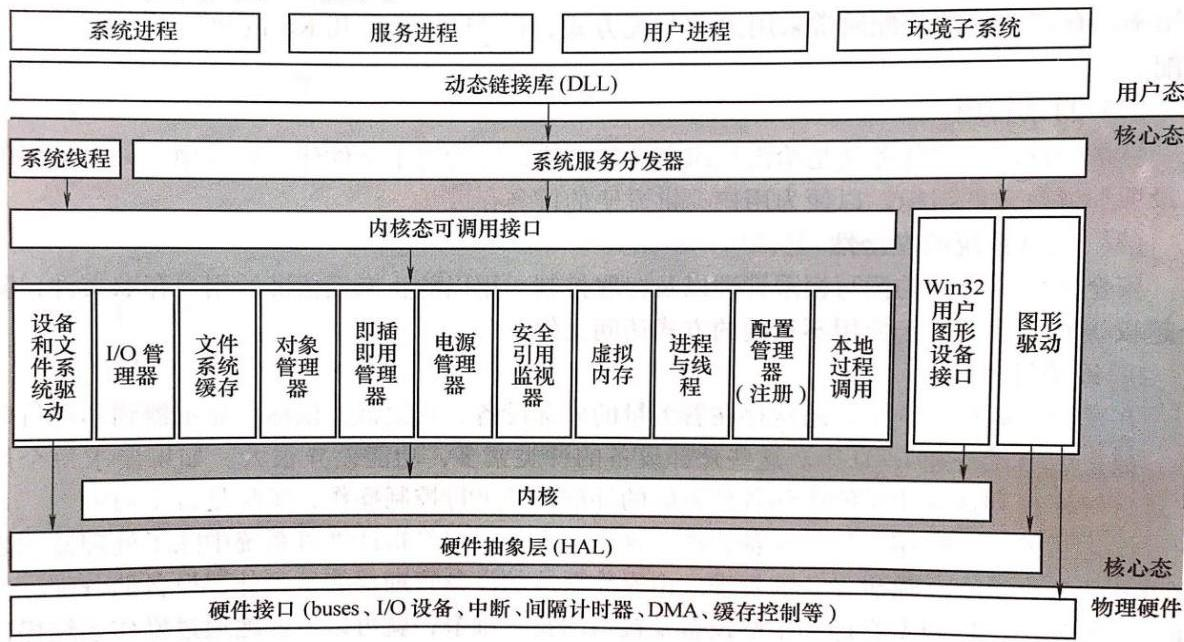 系统进程
服务进程
用户进程
环境子系统
动态链接库(DLL)
用户态
核心态
系统线程
系统服务分发器
内核态可调用接口
设备
和文
件系
统驱
动
I/O 管
理器
文件
系统
缓存
对象
管理
器
即插
即用
管理
器
电源
管理
器
安全
引用
监视
器
虚拟
内存
进程
与线
程
配置
管理
器
(注册)
本地
过程
调用
Win32
用户
图形
设备
接口
图形
驱动
内核
硬件抽象层(HAL)
核心态
硬件接口(buses、I/O 设备、中断、间隔计时器、DMA、缓存控制等)
物理硬件